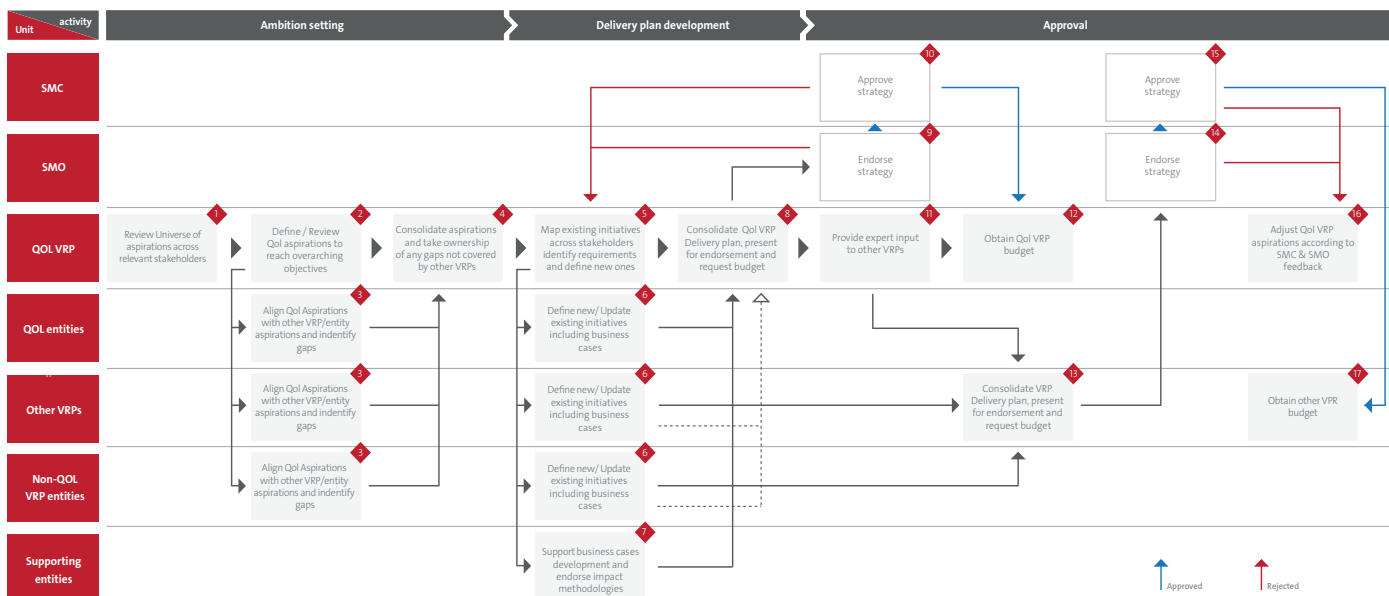 activity
Unit
Ambition setting
Delivery plan development
Approval
SMC
10
Approve
strategy
15
Approve
strategy
SMO
9
Endorse
strategy
14
Endorse
strategy
QOL VRP
1
Review Universe of
aspirations across
relevant stakeholders
2
Define / Review
Qol aspirations to
reach overarching
objectives
4
Consolidate aspirations
and take ownership
of any gaps not covered
by other VRPs
5
Map existing initiatives
across stakeholders
identify requirements
and define new ones
8
Consolidate QoL VRP
Delivery plan, present
for endorsement and
request budget
11
Provide expert input
to other VRPs
12
Obtain QoL VRP
budget
16
Adjust QoL VRP
aspirations according to
SMC & SMO
feedback
QOL entities
3
Align Qol Aspirations
with other VRP/entity
aspirations and indentify
gaps
6
Define new/ Update
existing initiatives
including business
cases
Other VRPs
3
Align Qol Aspirations
with other VRP/entity
aspirations and indentify
gaps
6
Define new/ Update
existing initiatives
including business
cases
13
Consolidate VRP
Delivery plan, present
for endorsement and
request budget
17
Obtain other VPR
budget
Non-QOL
VRP entities
3
Align Qol Aspirations
with other VRP/entity
aspirations and indentify
gaps
6
Define new/ Update
existing initiatives
including business
cases
Supporting
entities
7
Support business cases
development and
endorse impact
methodologies
Approved
Rejected